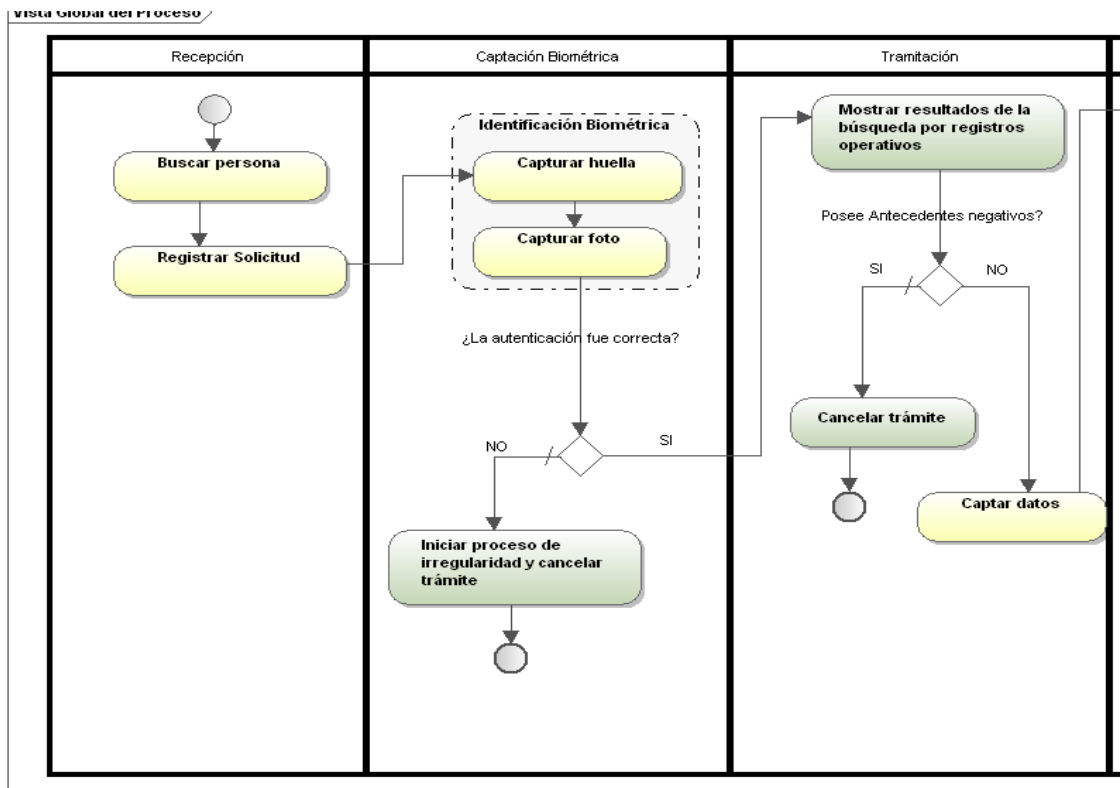 Vista Global del Proceso
Recepción
Captación Biométrica
Tramitación
Buscar persona
Registrar Solicitud
Identificación Biométrica
Capturar huella
Capturar foto
¿La autenticación fue correcta?
NO
SI
Iniciar proceso de
irregularidad y cancelar
trámite
Mostrar resultados de la
búsqueda por registros
operativos
Posee Antecedentes negativos?
SI
NO
Cancelar trámite
Captar datos